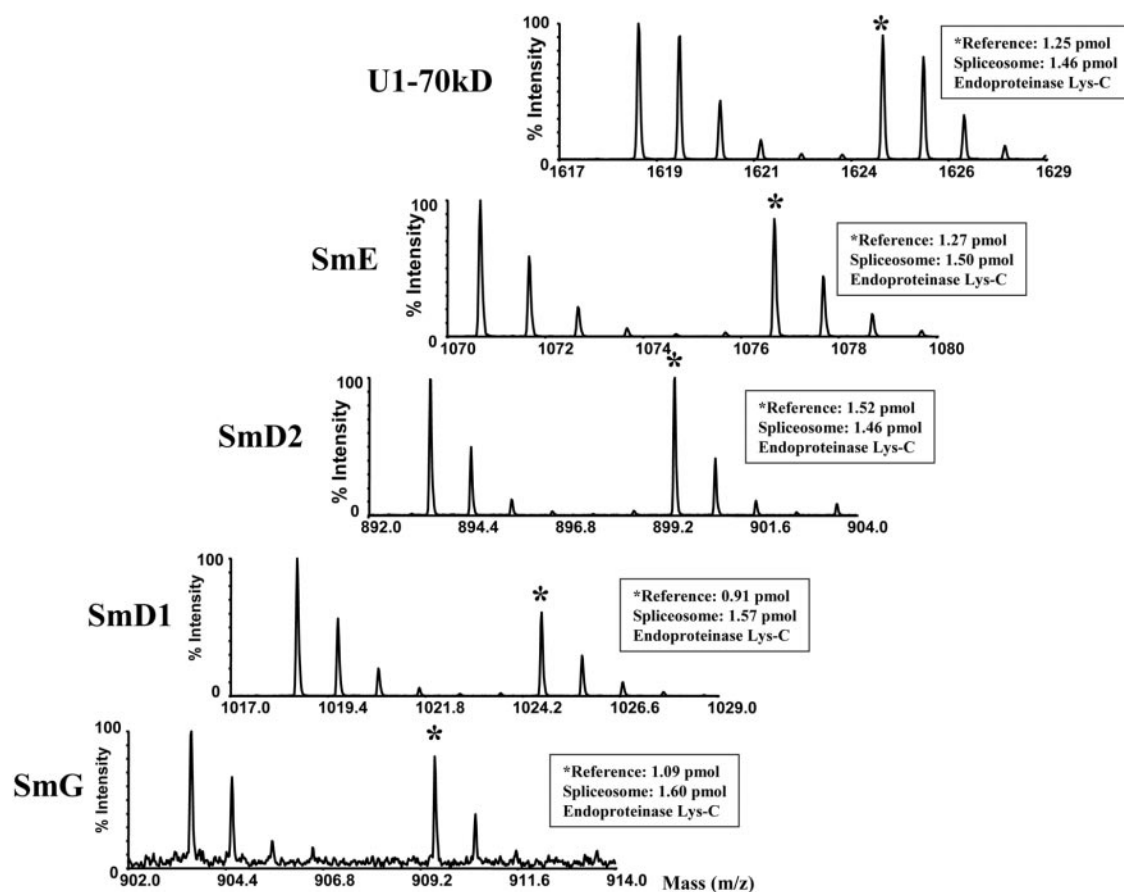 U1-70kD
% Intensity
100
0
*
*Reference: 1.25 pmol
Spliceosome: 1.46 pmol
Endoproteinase Lys-C
1617 1619 1621 1624 1626 1629
SmE
% Intensity
100
0
*
*Reference: 1.27 pmol
Spliceosome: 1.50 pmol
Endoproteinase Lys-C
1070 1072 1074 1076 1078 1080
SmD2
% Intensity
100
0
*
*Reference: 1.52 pmol
Spliceosome: 1.46 pmol
Endoproteinase Lys-C
892.0 894.4 896.8 899.2 901.6 904.0
SmD1
% Intensity
100
0
*
*Reference: 0.91 pmol
Spliceosome: 1.57 pmol
Endoproteinase Lys-C
1017.0 1019.4 1021.8 1024.2 1026.6 1029.0
SmG
% Intensity
100
0
*
*Reference: 1.09 pmol
Spliceosome: 1.60 pmol
Endoproteinase Lys-C
902.0 904.4 906.8 909.2 911.6 914.0
Mass (m/z)